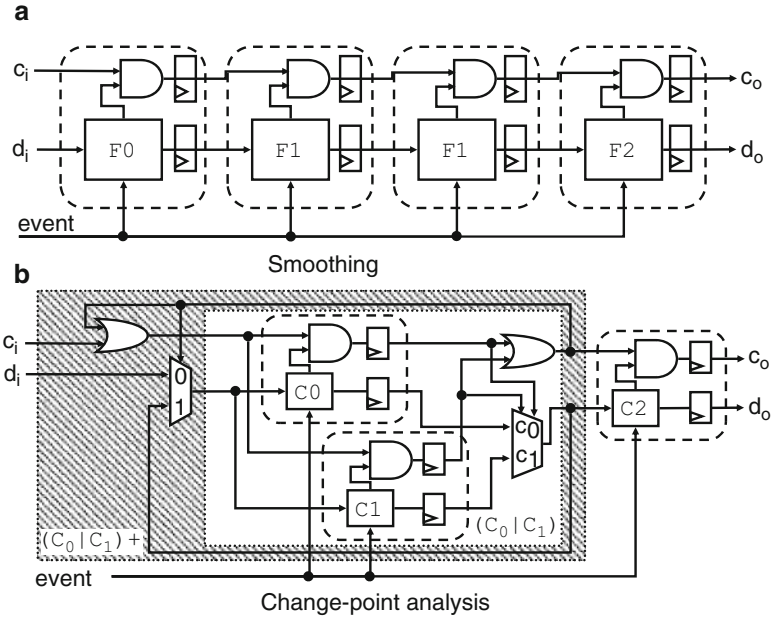 a
cᵢ
cₒ
dᵢ
F0
F1
F1
F2
dₒ
event
Smoothing
b
cᵢ
dᵢ
0
1
C0
C1
c₀
c₁
C2
cₒ
dₒ
(C₀|C₁)+
(C₀|C₁)
event
Change-point analysis